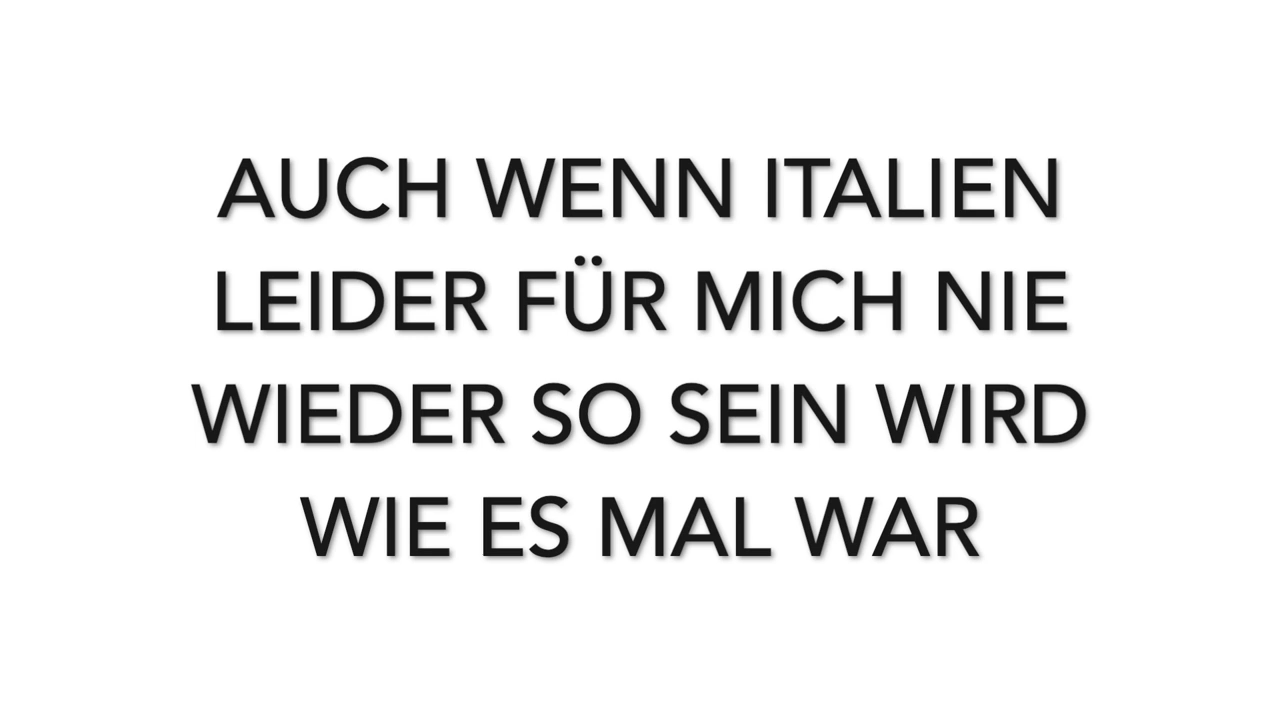 AUCH WENN ITALIEN
LEIDER FÜR MICH NIE
WIEDER SO SEIN WIRD
WIE ES MAL WAR